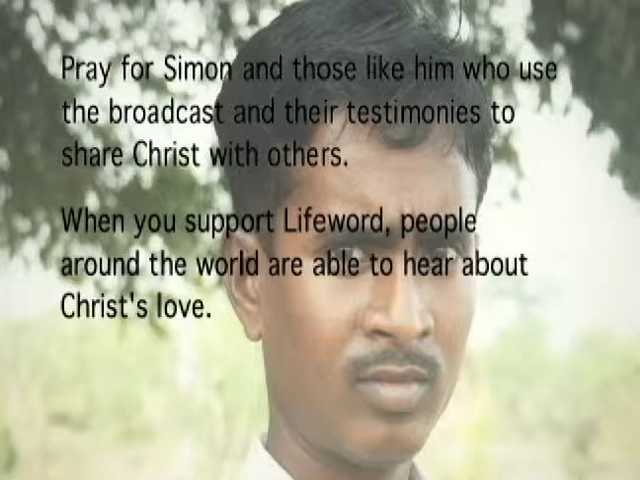 Pray for Simon and those like him who use
the broadcast and their testimonies to
share Christ with others.
When you support Lifeword, people
around the world are able to hear about
Christ's love.